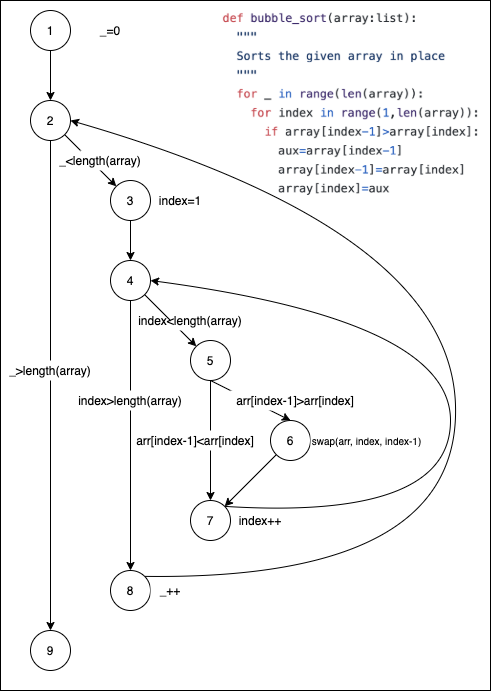 def bubble_sort(array:list):
"""
Sorts the given array in place
"""
for _ in range(len(array)):
for index in range(1,len(array)):
if array[index-1]>array[index]:
aux=array[index-1]
array[index-1]=array[index]
array[index]=aux
1
_=0
2
_<length(array)
3
index=1
4
index<length(array)
5
_>length(array)
index>length(array)
arr[index-1]>arr[index]
arr[index-1]<arr[index]
6
swap(arr, index, index-1)
7
index++
8
_++
9